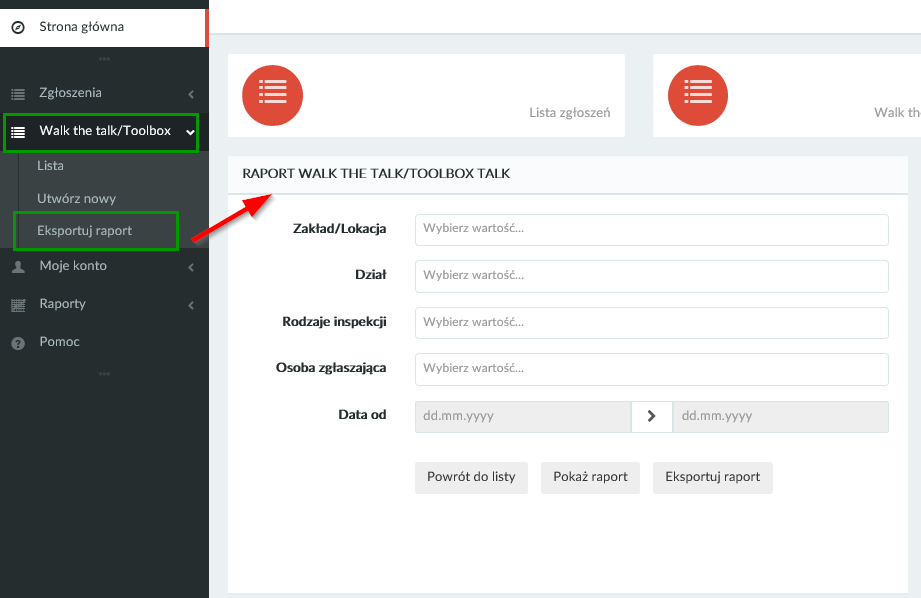 Strona główna
Zgłoszenia
Walk the talk/Toolbox
Lista
Utwórz nowy
Eksportuj raport
Moje konto
Raporty
Pomoc
Lista zgłoszeń
Walk the
RAPORT WALK THE TALK/TOOLBOX TALK
Zakład/Lokacja Wybierz wartość...
Dział Wybierz wartość...
Rodzaje inspekcji Wybierz wartość...
Osoba zgłaszająca Wybierz wartość...
Data od dd.mm.yyyy dd.mm.yyyy
Powrót do listy Pokaż raport Eksportuj raport